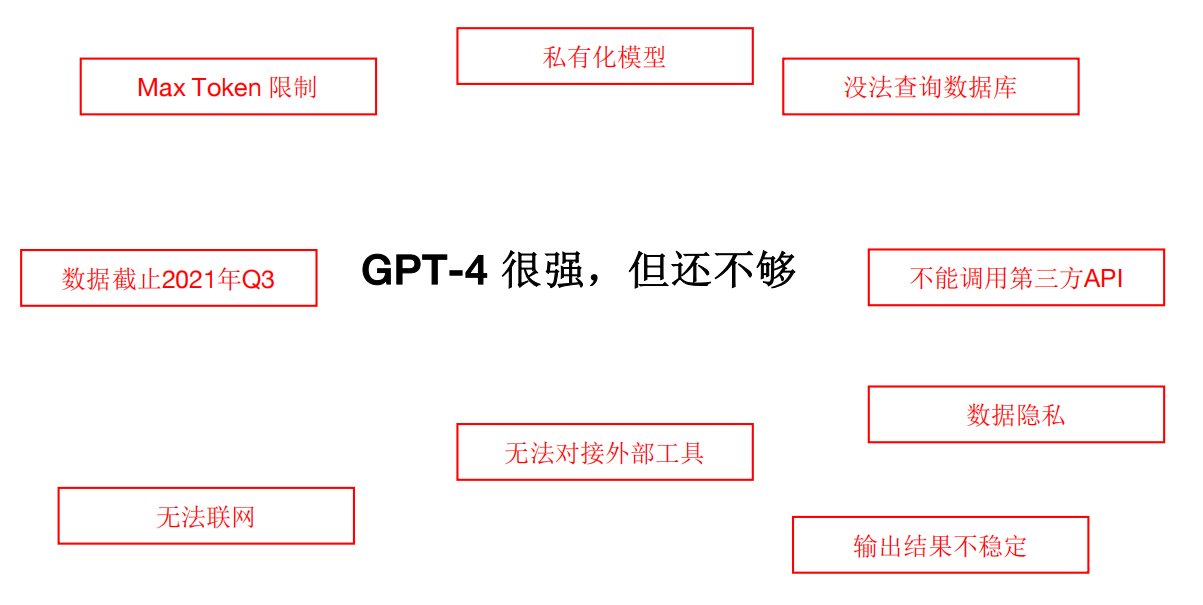 私有化模型
Max Token 限制
没法查询数据库
数据截止2021年Q3
GPT-4 很强，但还不够
不能调用第三方API
数据隐私
无法对接外部工具
无法联网
输出结果不稳定